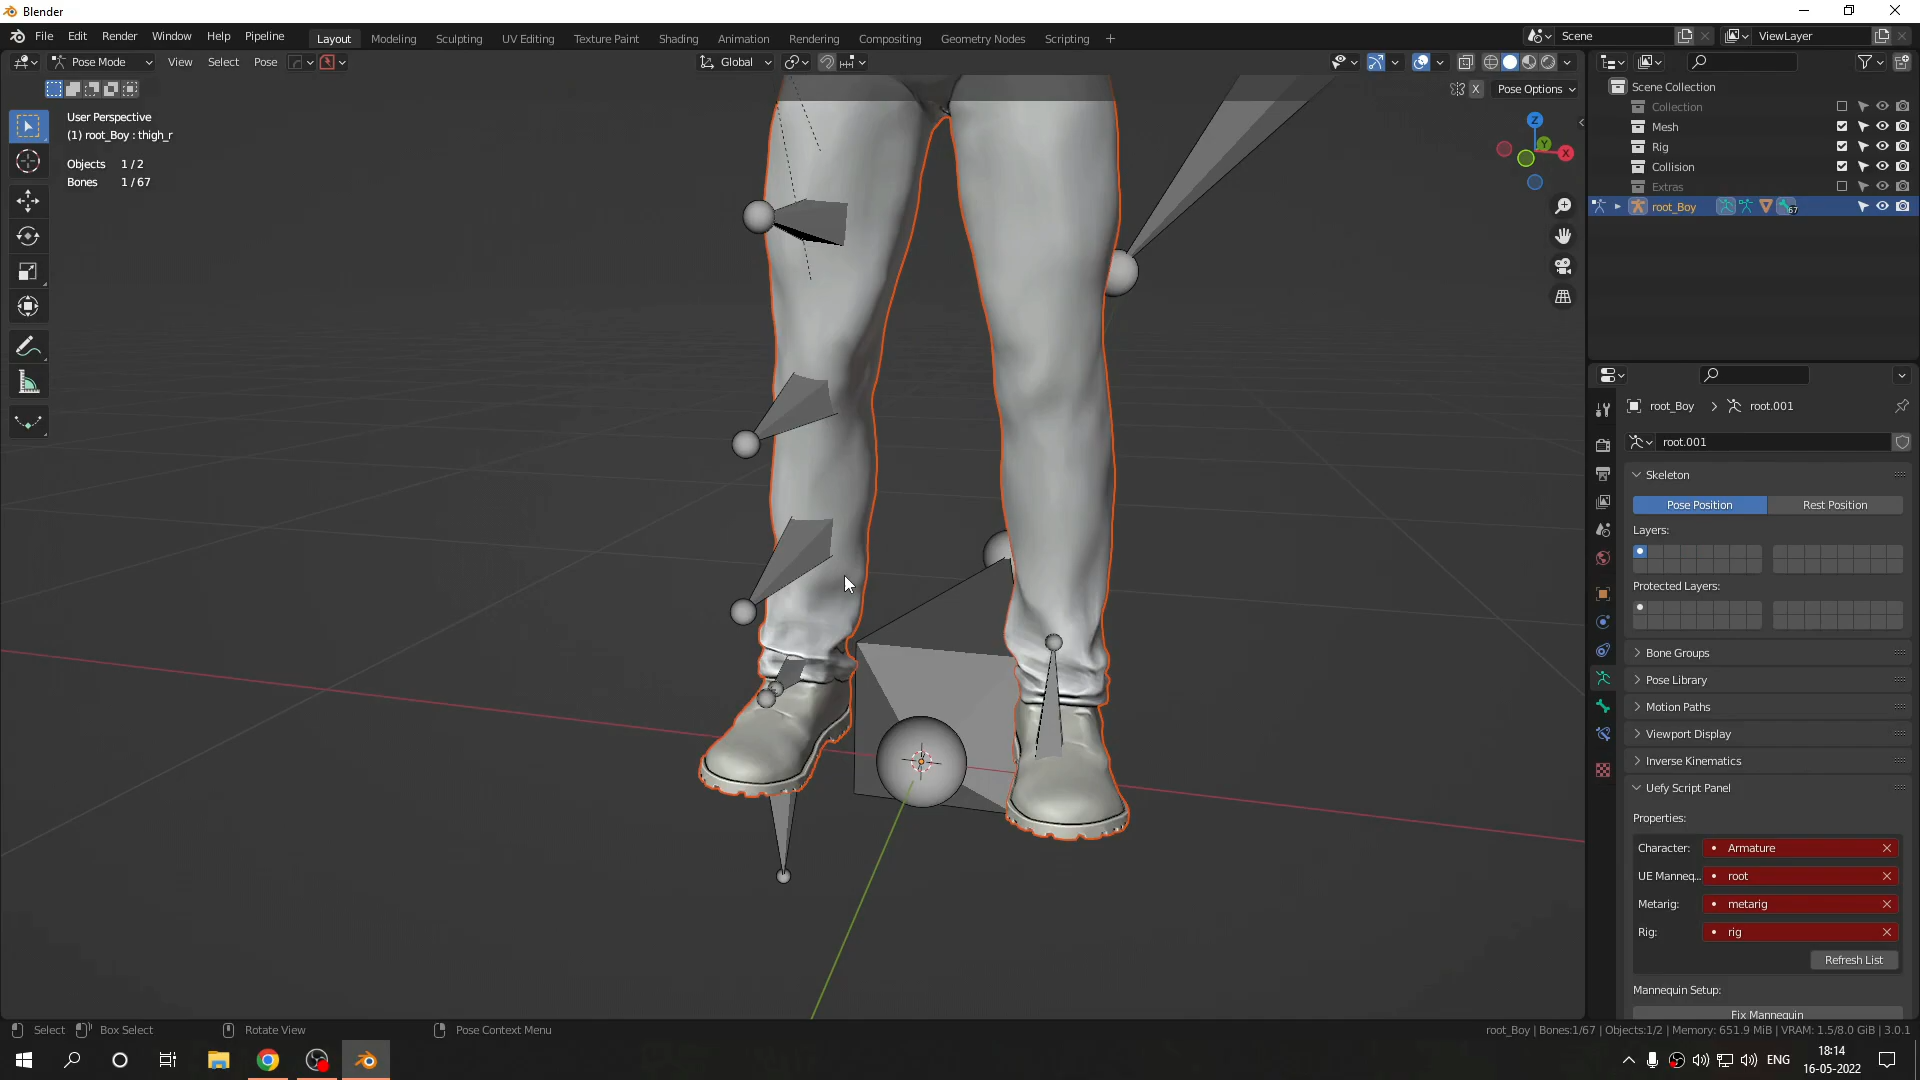 Blender
File Edit Render Window Help Pipeline
Layout Modeling Sculpting UV Editing Texture Paint Shading Animation Rendering Compositing Geometry Nodes Scripting +
Scene
ViewLayer
Pose Mode View Select Pose
Global
X Pose Options
User Perspective
(1) root_Boy : thigh_r
Objects 1/2
Bones 1/67
Z
Y
X
Scene Collection
Collection
Mesh
Rig
Collision
Extras
root_Boy 67
root_Boy > root.001
root.001
Skeleton
Pose Position Rest Position
Layers:
Protected Layers:
Bone Groups
Pose Library
Motion Paths
Viewport Display
Inverse Kinematics
Uefy Script Panel
Properties:
Character: Armature
UE Manneq... root
Metarig: metarig
Rig: rig
Refresh List
Mannequin Setup:
Fix Mannequin
Select Box Select Rotate View Pose Context Menu
root_Boy | Bones:1/67 | Objects:1/2 | Memory: 651.9 MiB | VRAM: 1.5/8.0 GiB | 3.0.1
ENG
18:14
16-05-2022